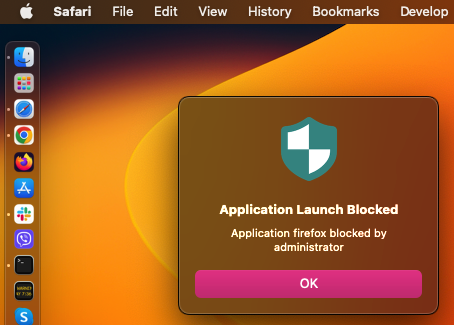 Safari File Edit View History Bookmarks Develop
Application Launch Blocked
Application firefox blocked by
administrator
OK